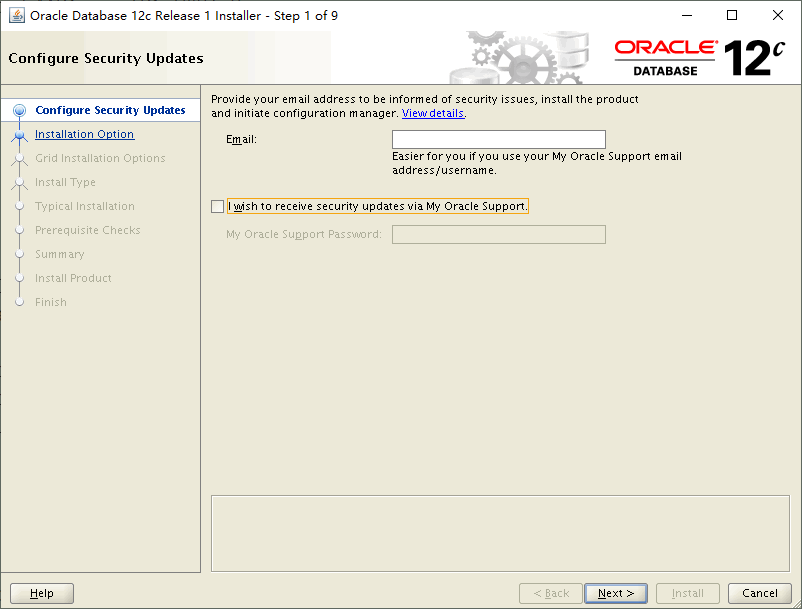 Oracle Database 12c Release 1 Installer - Step 1 of 9
Configure Security Updates
ORACLE®
DATABASE
12c
Configure Security Updates
Installation Option
Grid Installation Options
Install Type
Typical Installation
Prerequisite Checks
Summary
Install Product
Finish
Provide your email address to be informed of security issues, install the product
and initiate configuration manager. View details.
Email:
Easier for you if you use your My Oracle Support email
address/username.
I wish to receive security updates via My Oracle Support.
My Oracle Support Password:
Help
< Back
Next >
Install
Cancel